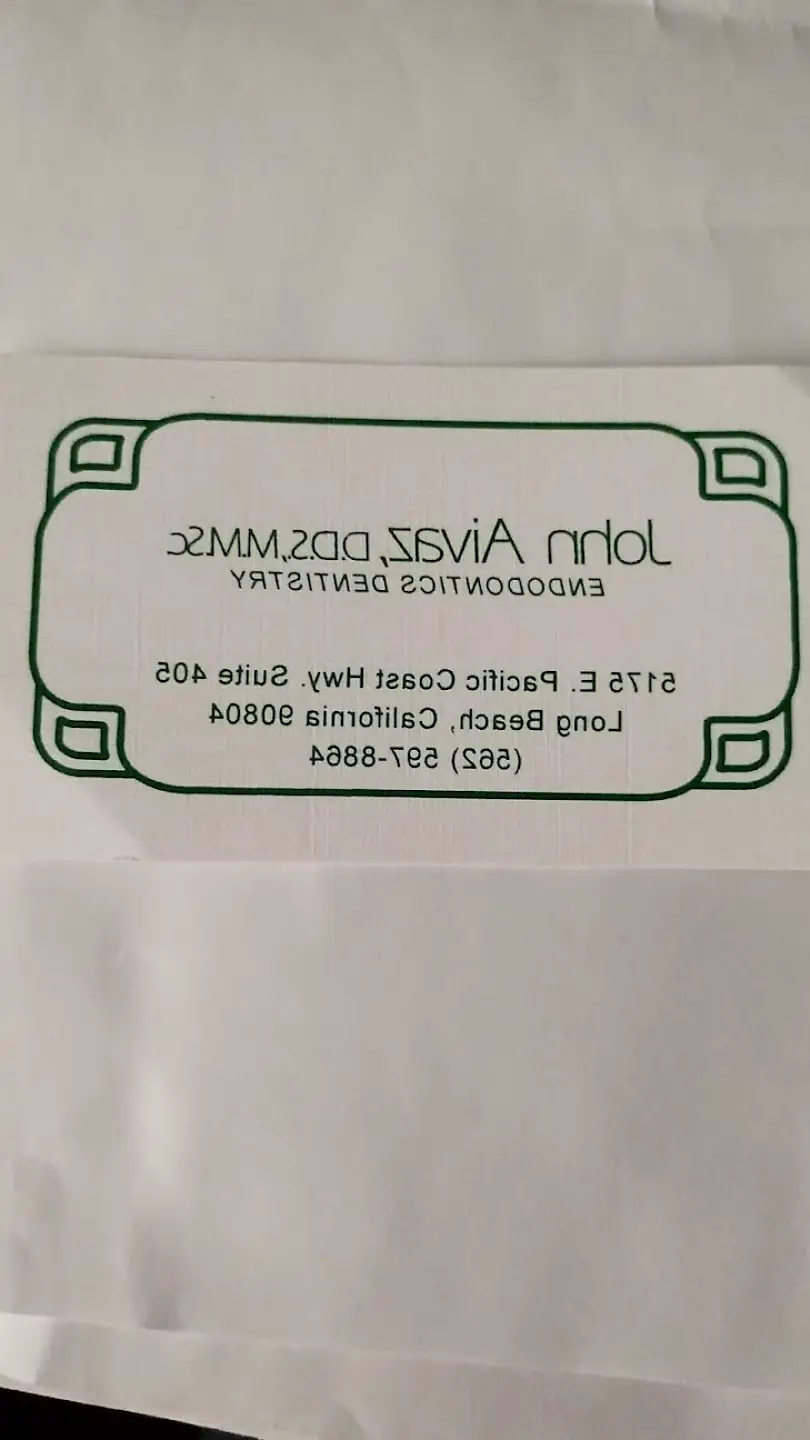 John Aivaz, D.D.S., M.M.Sc
ENDODONTICS DENTISTRY
5175 E. Pacific Coast Hwy. Suite 405
Long Beach, California 90804
(562) 597-8864